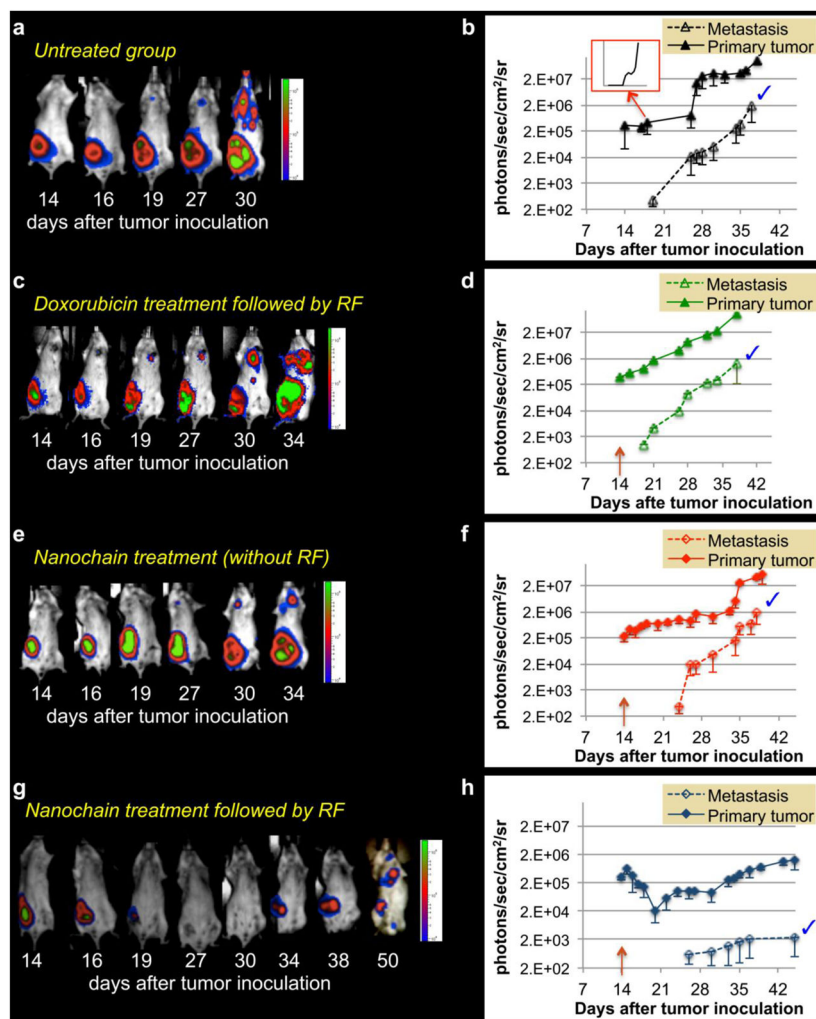 a
Untreated group
14 16 19 27 30
days after tumor inoculation
b
Metastasis
Primary tumor
photons/sec/cm²/sr
2.E+07
2.E+06
2.E+05
2.E+04
2.E+03
2.E+02
7 14 21 28 35 42
Days after tumor inoculation
c
Doxorubicin treatment followed by RF
14 16 19 27 30 34
days after tumor inoculation
d
Metastasis
Primary tumor
photons/sec/cm²/sr
2.E+07
2.E+06
2.E+05
2.E+04
2.E+03
2.E+02
7 14 21 28 35 42
Days afte tumor inoculation
e
Nanochain treatment (without RF)
14 16 19 27 30 34
days after tumor inoculation
f
Metastasis
Primary tumor
photons/sec/cm²/sr
2.E+07
2.E+06
2.E+05
2.E+04
2.E+03
2.E+02
7 14 21 28 35 42
Days after tumor inoculation
g
Nanochain treatment followed by RF
14 16 19 27 30 34 38 50
days after tumor inoculation
h
Metastasis
Primary tumor
photons/sec/cm²/sr
2.E+07
2.E+06
2.E+05
2.E+04
2.E+03
2.E+02
7 14 21 28 35 42
Days after tumor inoculation